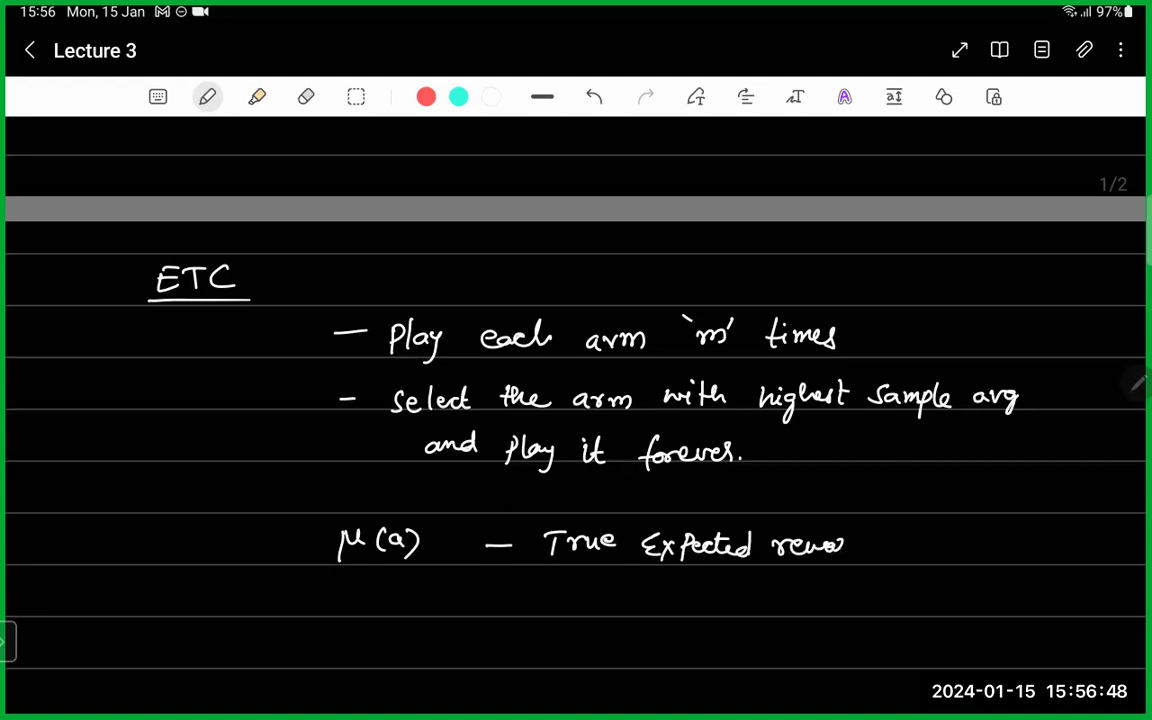 15:56 Mon, 15 Jan 97%
Lecture 3
1/2
ETC
— Play each arm `m' times
- select the arm with highest sample avg
and play it forever.
μ(a) — True Expected rewa
2024-01-15 15:56:48